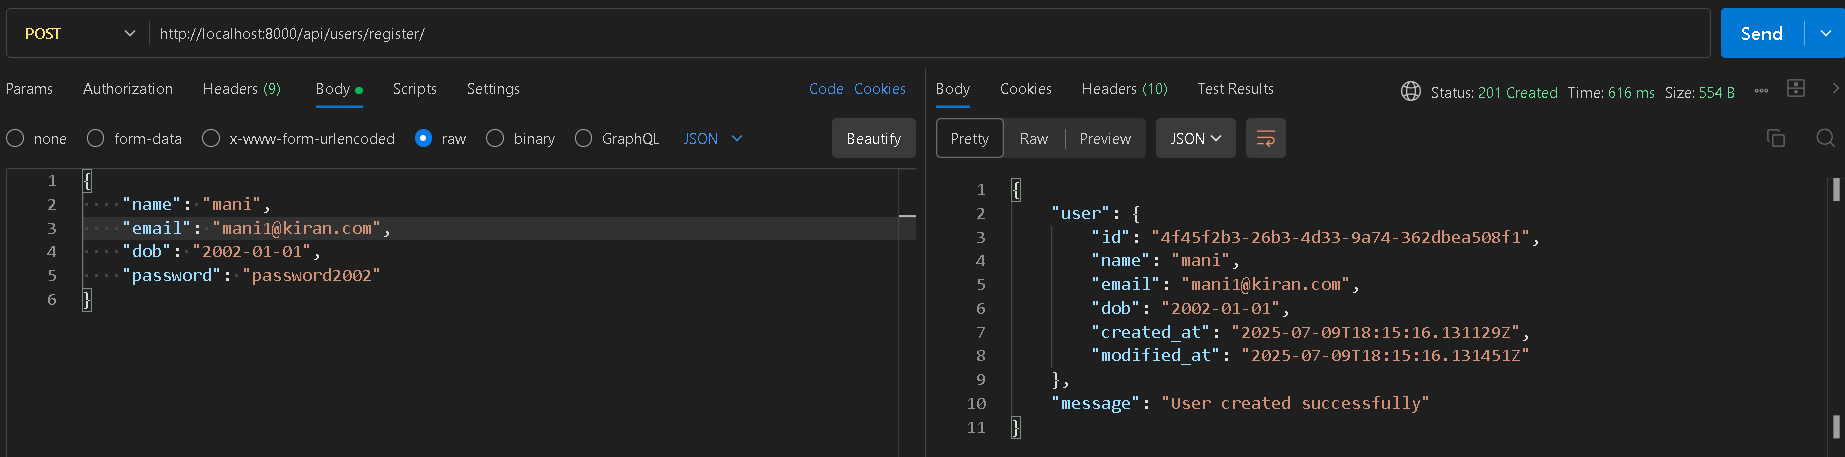 POST http://localhost:8000/api/users/register/ Send
Params Authorization Headers (9) Body Scripts Settings Code Cookies
none form-data x-www-form-urlencoded raw binary GraphQL JSON Beautify
1 {
2 "name": "mani",
3 "email": "mani1@kiran.com",
4 "dob": "2002-01-01",
5 "password": "password2002"
6 }
Body Cookies Headers (10) Test Results Status: 201 Created Time: 616 ms Size: 554 B
Pretty Raw Preview JSON
1 {
2 "user": {
3 "id": "4f45f2b3-26b3-4d33-9a74-362dbea508f1",
4 "name": "mani",
5 "email": "mani1@kiran.com",
6 "dob": "2002-01-01",
7 "created_at": "2025-07-09T18:15:16.131129Z",
8 "modified_at": "2025-07-09T18:15:16.131451Z"
9 },
10 "message": "User created successfully"
11 }